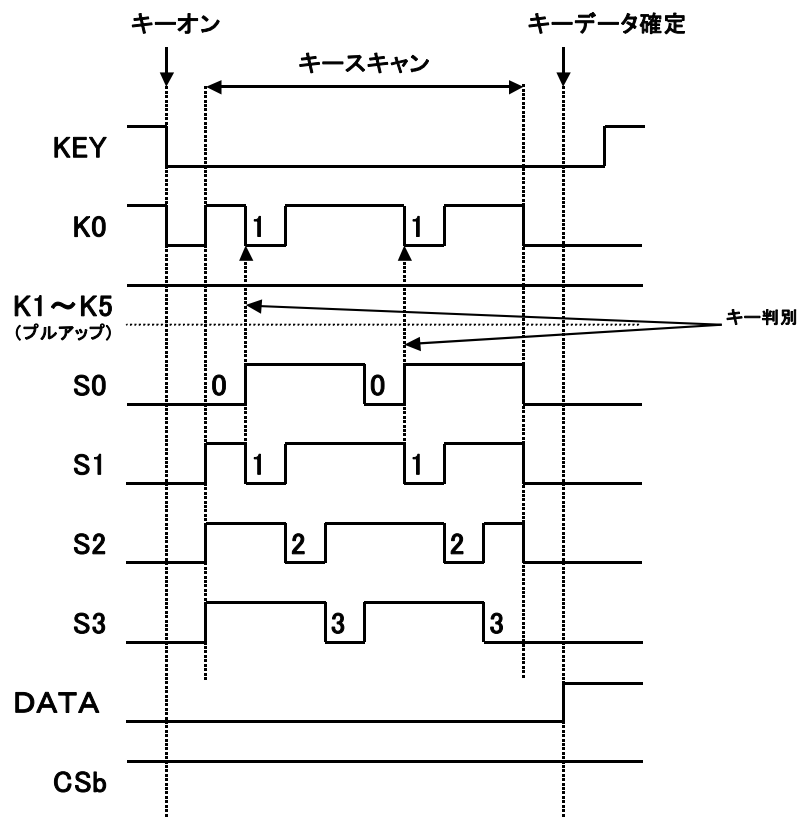 キーオン
キーデータ確定
キースキャン
KEY
K0
1
1
K1～K5
(プルアップ)
キー判別
S0
0
0
S1
1
1
S2
2
2
S3
3
3
DATA
CSb